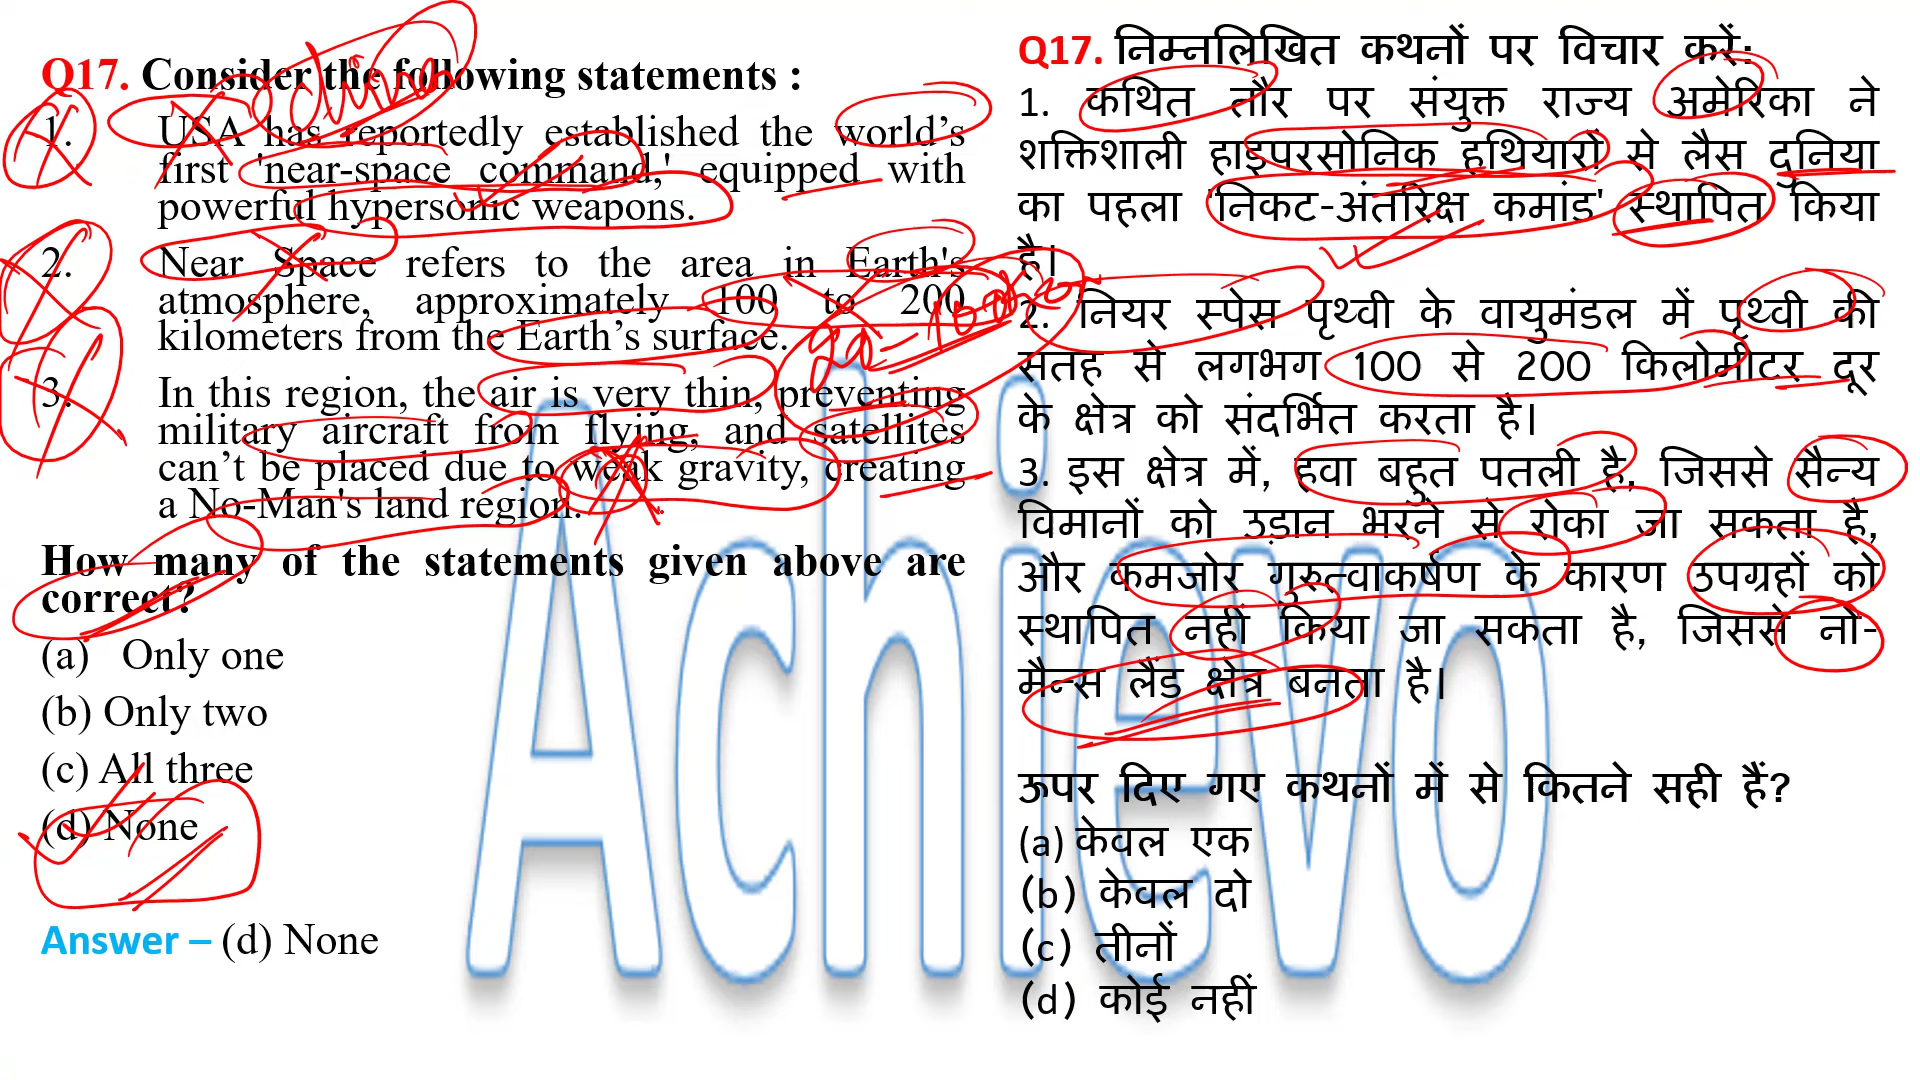 Q17. Consider the following statements :
1. USA has reportedly established the world's
first 'near-space command,' equipped with
powerful hypersonic weapons.
2. Near Space refers to the area in Earth's
atmosphere, approximately 100 to 200
kilometers from the Earth's surface.
3. In this region, the air is very thin, preventing
military aircraft from flying, and satellites
can't be placed due to weak gravity, creating
a No-Man's land region.
How many of the statements given above are
correct?
(a) Only one
(b) Only two
(c) All three
(d) None
Answer – (d) None
Q17. निम्नलिखित कथनों पर विचार करें:
1. कथित तौर पर संयुक्त राज्य अमेरिका ने
शक्तिशाली हाइपरसोनिक हथियारों से लैस दुनिया
का पहला 'निकट-अंतरिक्ष कमांड' स्थापित किया
है।
2. नियर स्पेस पृथ्वी के वायुमंडल में पृथ्वी की
सतह से लगभग 100 से 200 किलोमीटर दूर
के क्षेत्र को संदर्भित करता है।
3. इस क्षेत्र में, हवा बहुत पतली है, जिससे सैन्य
विमानों को उड़ान भरने से रोका जा सकता है,
और कमजोर गुरुत्वाकर्षण के कारण उपग्रहों को
स्थापित नहीं किया जा सकता है, जिससे नो-
मैन्स लैंड क्षेत्र बनता है।
ऊपर दिए गए कथनों में से कितने सही हैं?
(a) केवल एक
(b) केवल दो
(c) तीनों
(d) कोई नहीं
Achievo